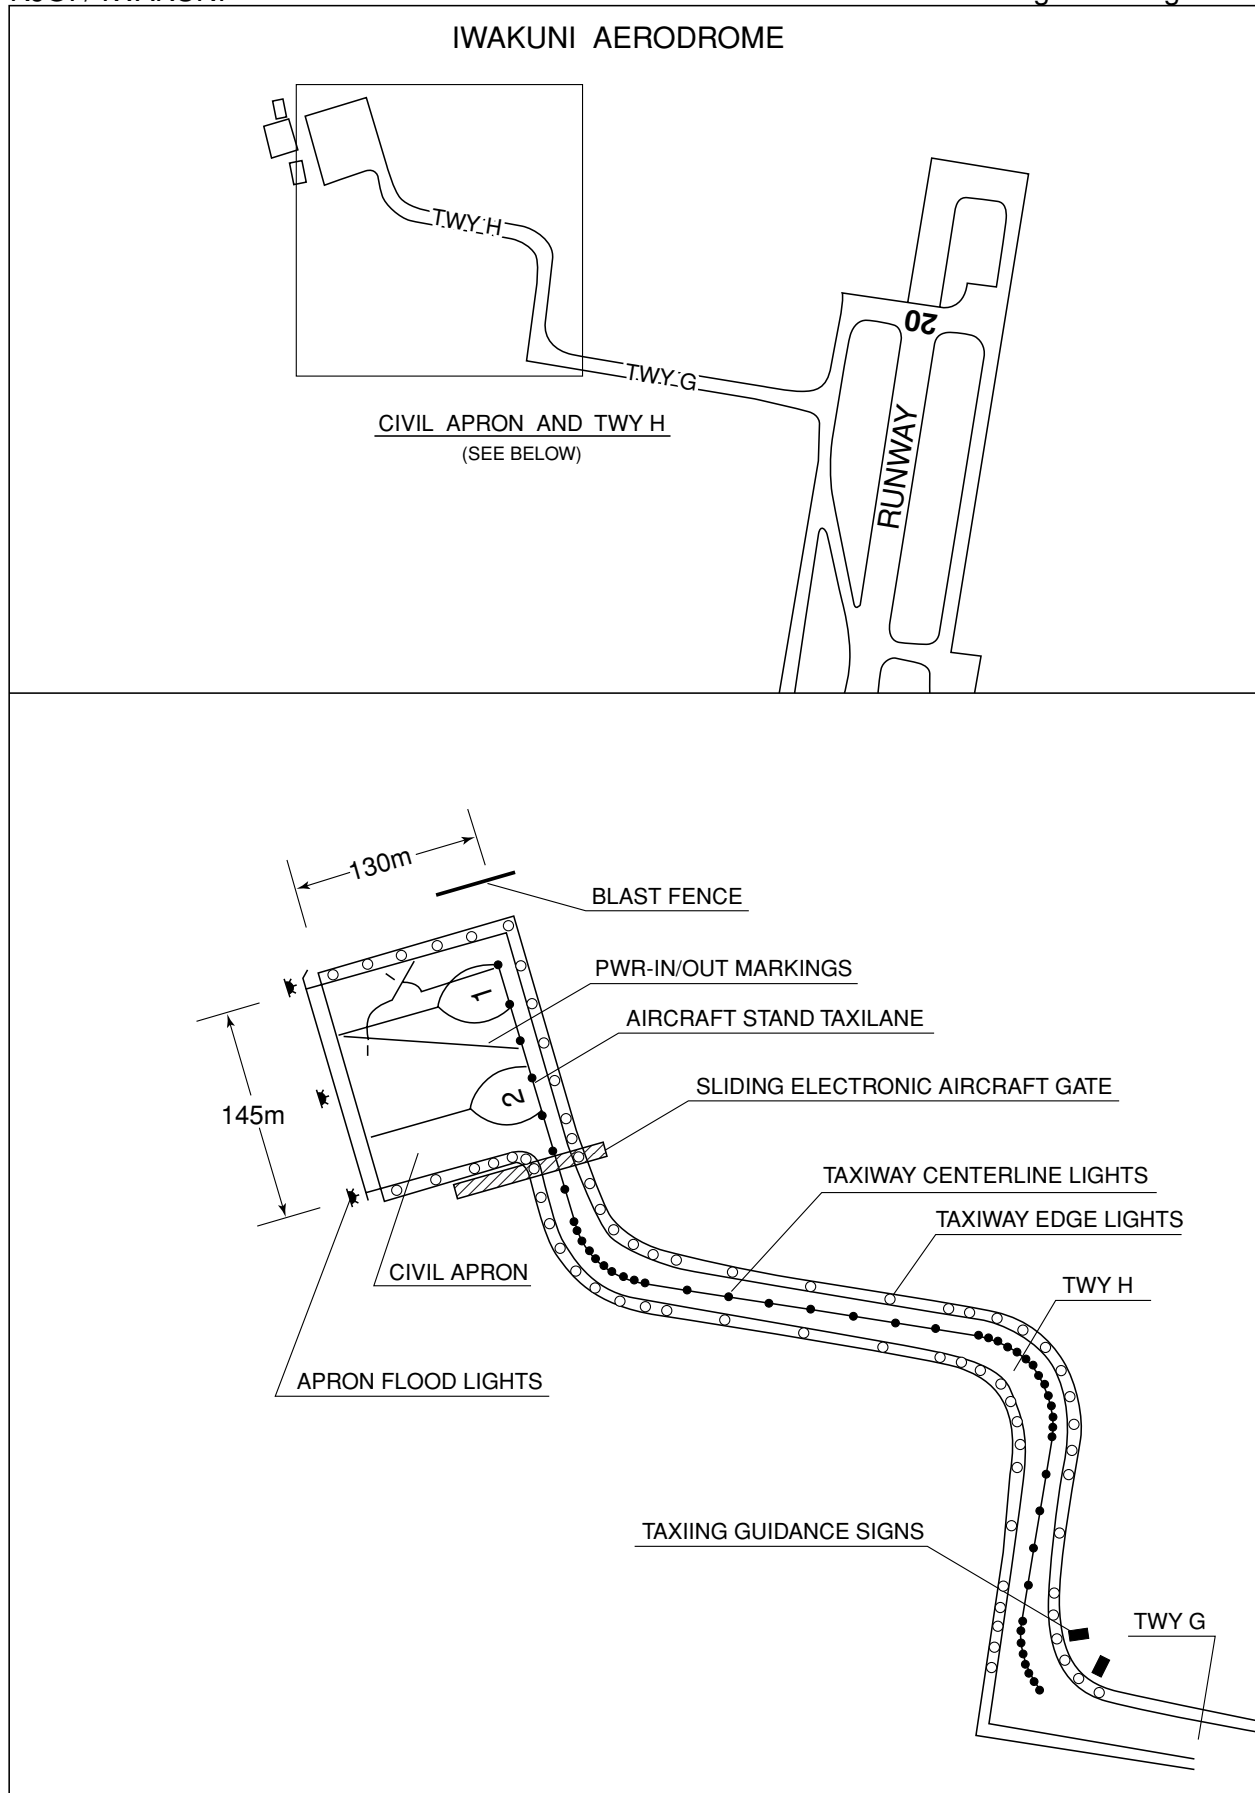 IWAKUNI AERODROME
TWY H
20
TWY G
CIVIL APRON AND TWY H
(SEE BELOW)
RUNWAY
130m
BLAST FENCE
PWR-IN/OUT MARKINGS
1
AIRCRAFT STAND TAXILANE
2
SLIDING ELECTRONIC AIRCRAFT GATE
145m
TAXIWAY CENTERLINE LIGHTS
TAXIWAY EDGE LIGHTS
CIVIL APRON
TWY H
APRON FLOOD LIGHTS
TAXIING GUIDANCE SIGNS
TWY G